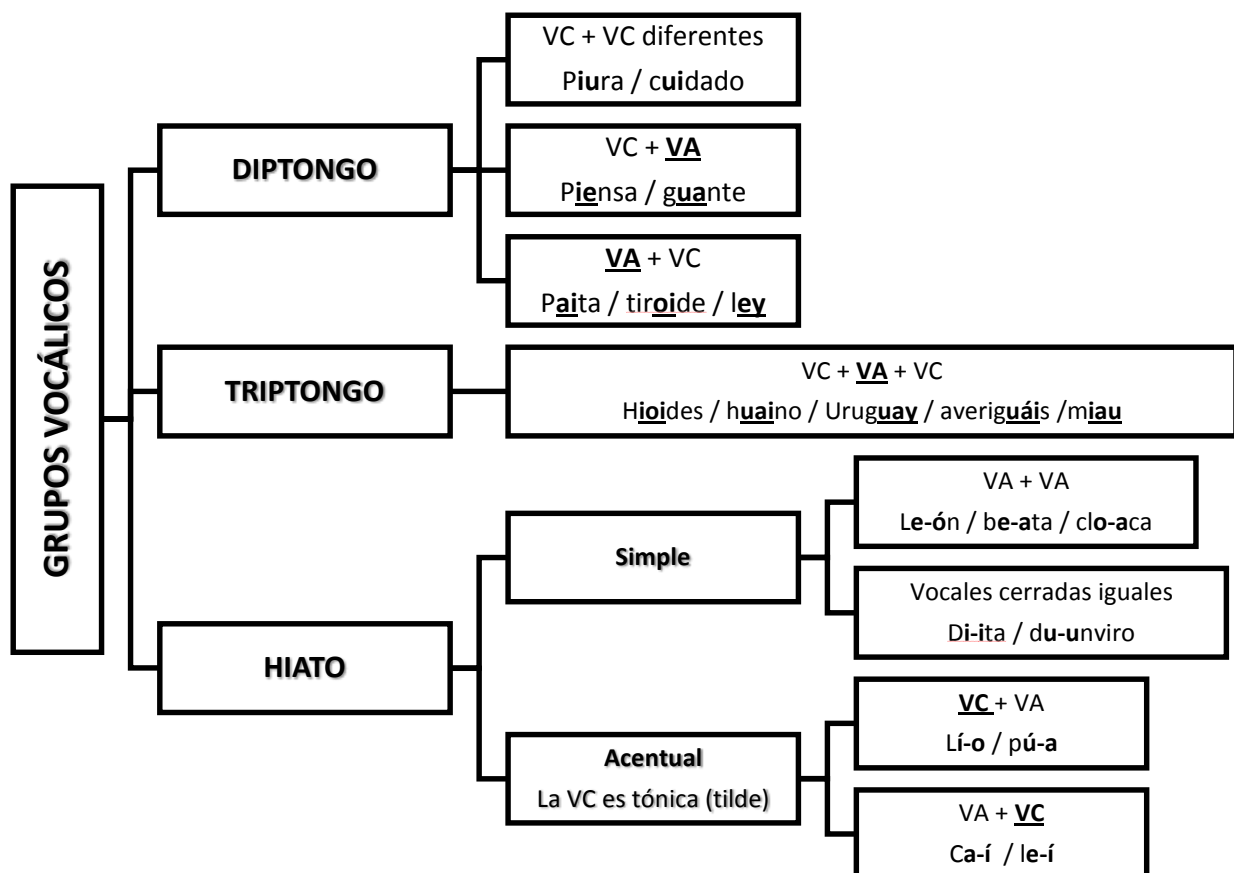 GRUPOS VOCÁLICOS
DIPTONGO
VC + VC diferentes
Piura / cuidado
VC + VA
Piensa / guante
VA + VC
Paita / tiroide / ley
TRIPTONGO
VC + VA + VC
Hioides / huaino / Uruguay / averiguáis /miau
HIATO
Simple
VA + VA
Le-ón / be-ata / clo-aca
Vocales cerradas iguales
Di-ita / du-unviro
Acentual
La VC es tónica (tilde)
VC + VA
Lí-o / pú-a
VA + VC
Ca-í / le-í